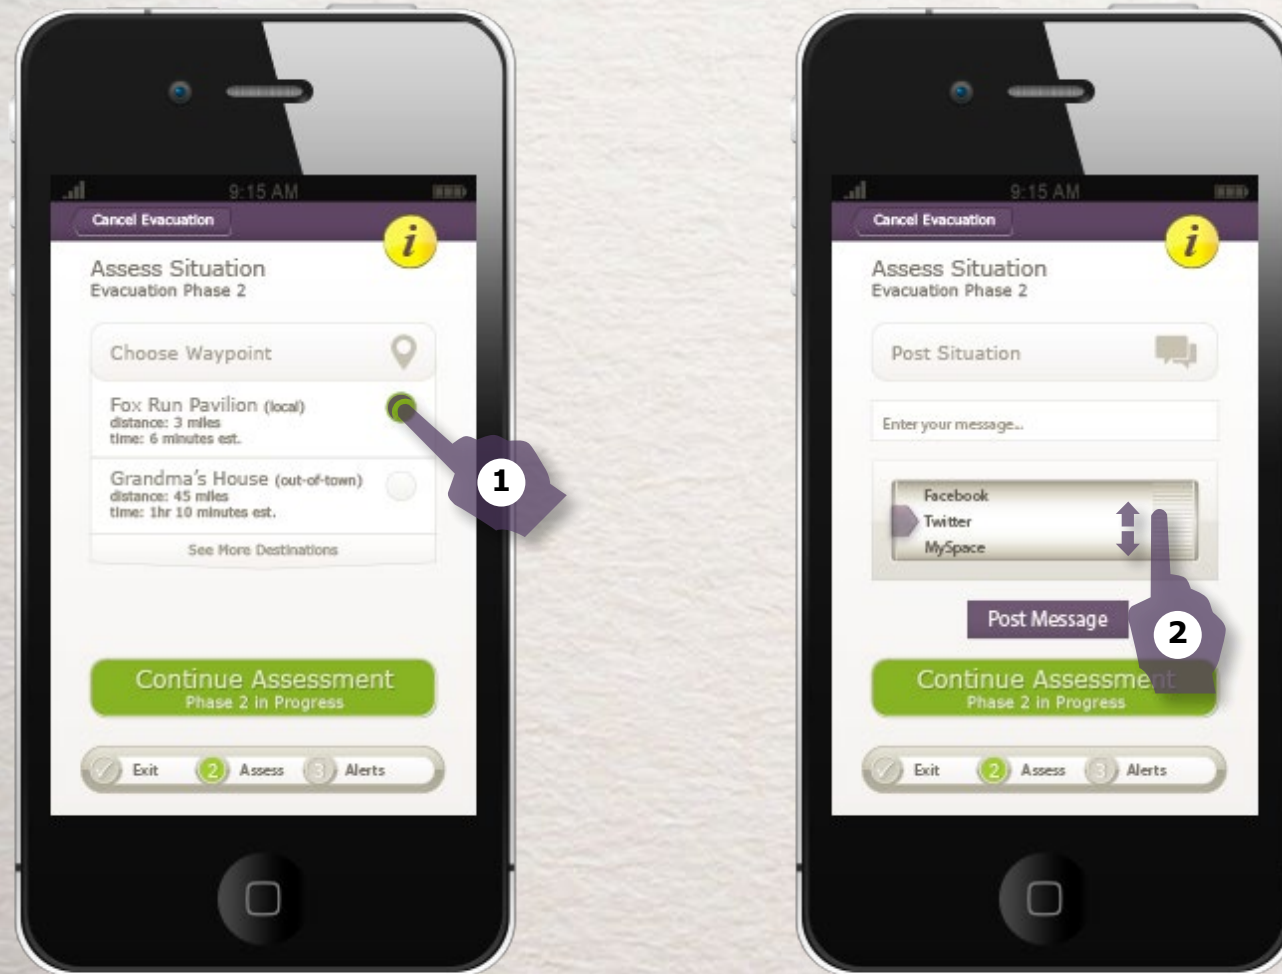 9:15 AM
Cancel Evacuation
i
Assess Situation
Evacuation Phase 2
Choose Waypoint
Fox Run Pavilion (local)
distance: 3 miles
time: 6 minutes est.
1
Grandma's House (out-of-town)
distance: 45 miles
time: 1hr 10 minutes est.
See More Destinations
Continue Assessment
Phase 2 in Progress
Exit 2 Assess 3 Alerts
9:15 AM
Cancel Evacuation
i
Assess Situation
Evacuation Phase 2
Post Situation
Enter your message...
Facebook
Twitter
MySpace
Post Message
2
Continue Assessment
Phase 2 in Progress
Exit 2 Assess 3 Alerts